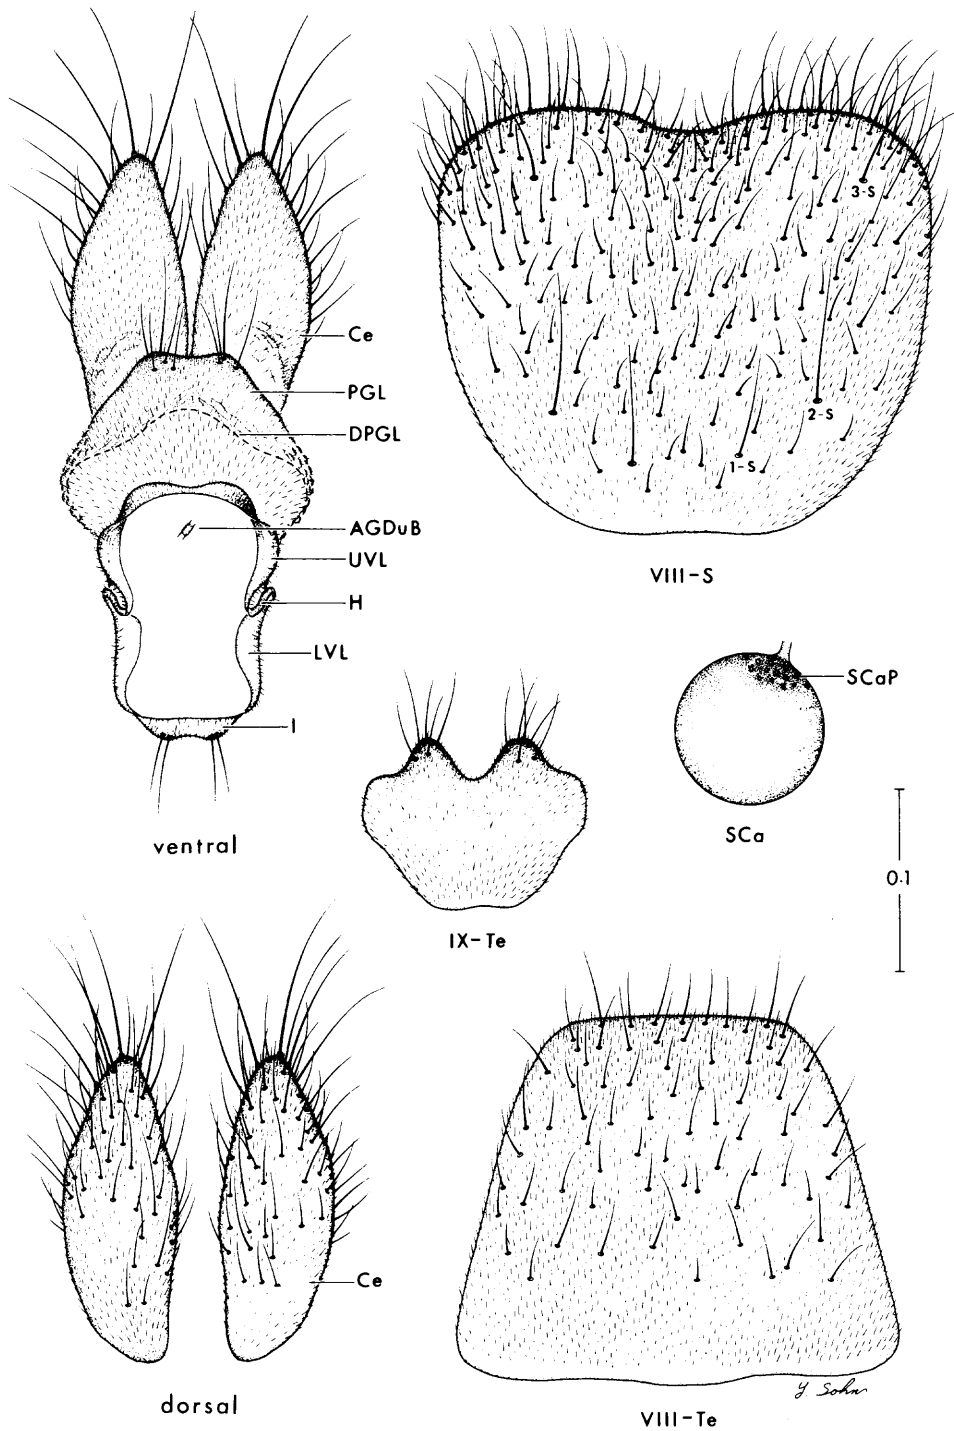 Ce
PGL
DPGL
AGDuB
UVL
H
LVL
I
ventral
3-S
2-S
1-S
VIII-S
SCaP
SCa
IX-Te
0.1
Ce
dorsal
Y Sohn
VIII-Te